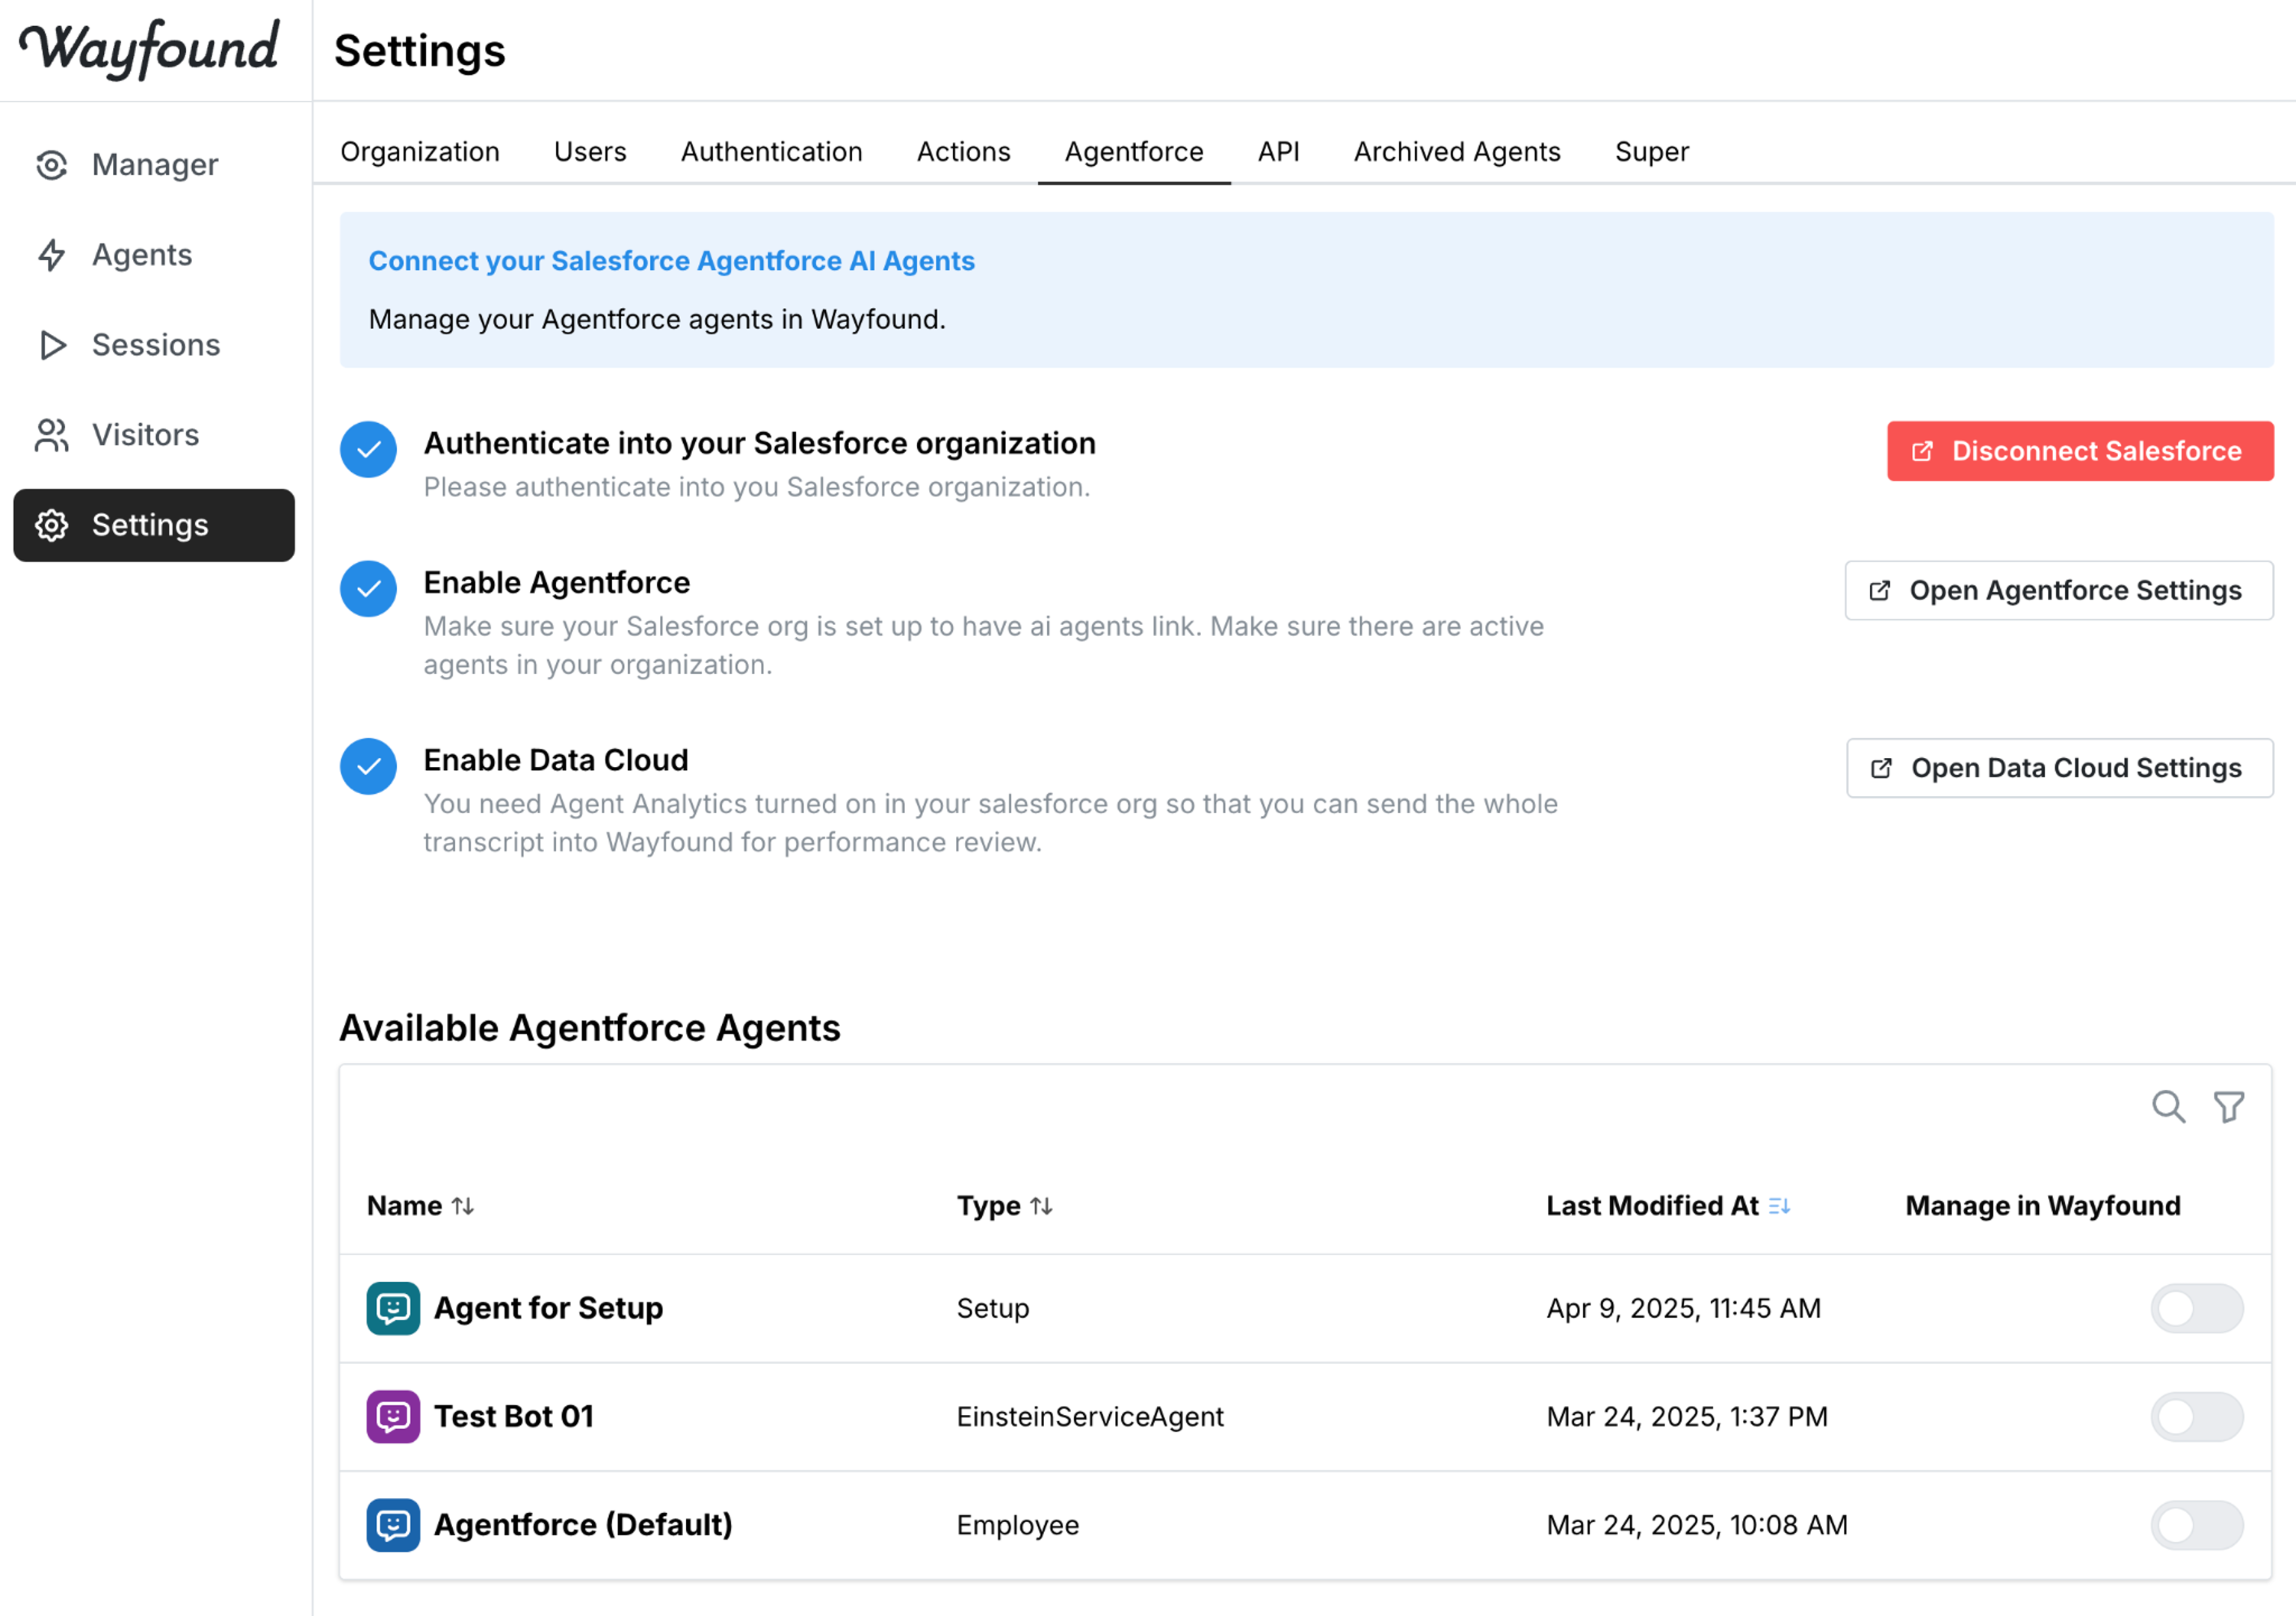 Wayfound
Settings
Manager
Agents
Sessions
Visitors
Settings
Organization Users Authentication Actions Agentforce API Archived Agents Super
Connect your Salesforce Agentforce AI Agents
Manage your Agentforce agents in Wayfound.
Authenticate into your Salesforce organization
Please authenticate into you Salesforce organization.
Disconnect Salesforce
Enable Agentforce
Make sure your Salesforce org is set up to have ai agents link. Make sure there are active
agents in your organization.
Open Agentforce Settings
Enable Data Cloud
You need Agent Analytics turned on in your salesforce org so that you can send the whole
transcript into Wayfound for performance review.
Open Data Cloud Settings
Available Agentforce Agents
Name Type Last Modified At Manage in Wayfound
Agent for Setup Setup Apr 9, 2025, 11:45 AM
Test Bot 01 EinsteinServiceAgent Mar 24, 2025, 1:37 PM
Agentforce (Default) Employee Mar 24, 2025, 10:08 AM